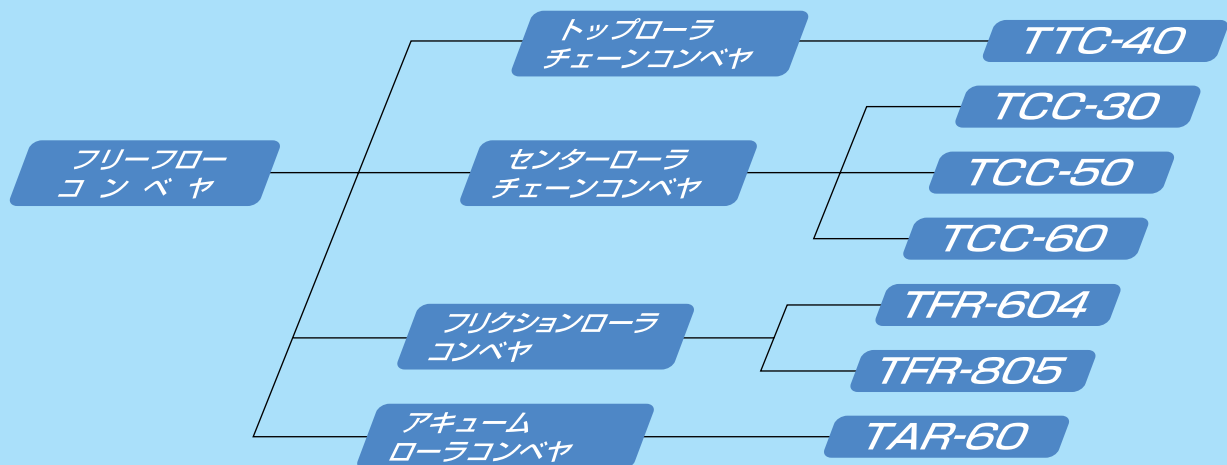 フリーフロー
コンベヤ
トップローラ
チェーンコンベヤ
TTC-40
センターローラ
チェーンコンベヤ
TCC-30
TCC-50
TCC-60
フリクションローラ
コンベヤ
TFR-604
TFR-805
アキューム
ローラコンベヤ
TAR-60